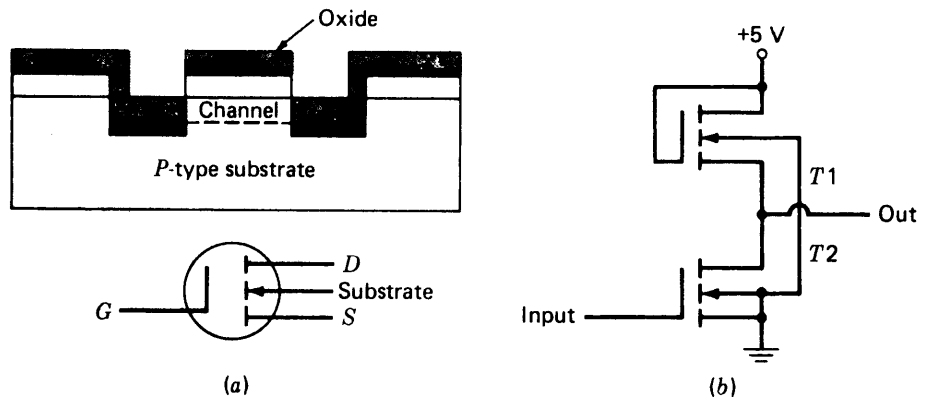 Oxide
Channel
P-type substrate
D
Substrate
G
S
(a)
+5 V
T1
Out
T2
Input
(b)